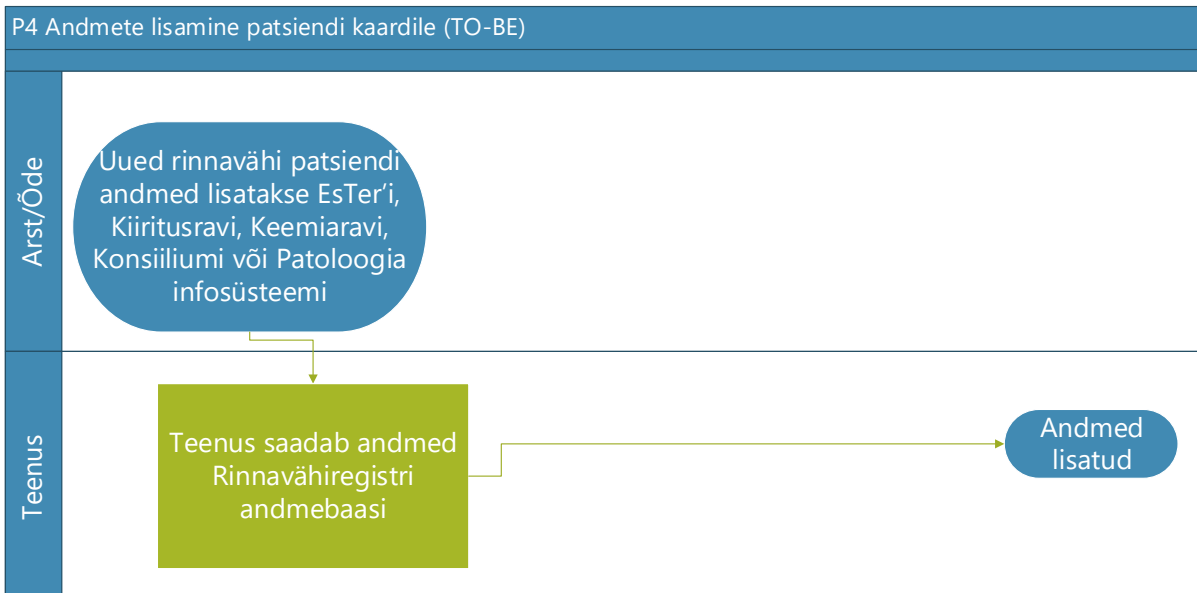 P4 Andmete lisamine patsiendi kaardile (TO-BE)
Arst/Õde
Uued rinnavähi patsiendi
andmed lisatakse EsTer’i,
Kiiritusravi, Keemiaravi,
Konsiiliumi või Patoloogia
infosüsteemi
Teenus
Teenus saadab andmed
Rinnavähiregistri
andmebaasi
Andmed
lisatud